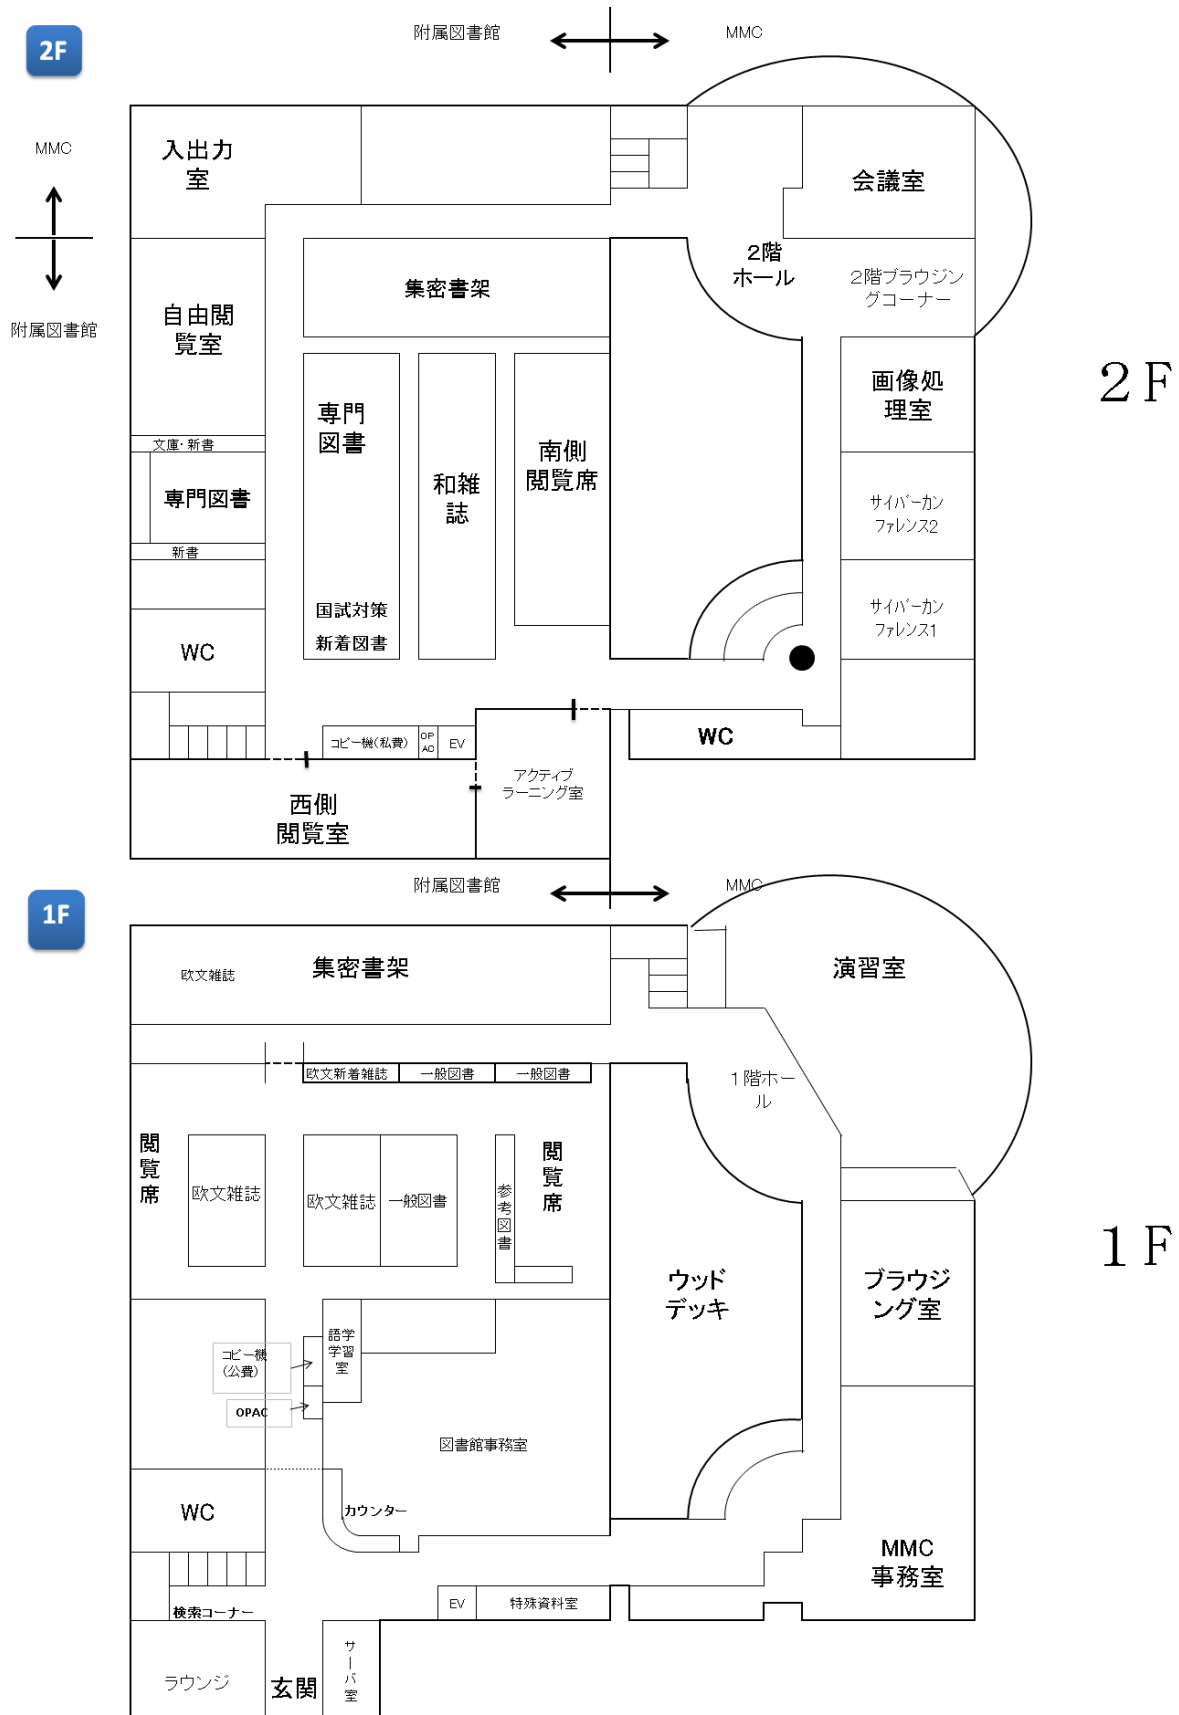 附属図書館
MMC
2F
MMC
附属図書館
入出力
室
会議室
2階
ホール
2階ブラウジン
グコーナー
集密書架
自由閲
覧室
画像処
理室
2F
専門
図書
南側
閲覧席
和雑
誌
文庫・新書
専門図書
新書
サイバーカン
ファレンス2
サイバーカン
ファレンス1
国試対策
新着図書
WC
コピー機(私費)
OP
AC
EV
WC
アクティブ
ラーニング室
西側
閲覧室
附属図書館
MMC
1F
欧文雑誌
集密書架
演習室
欧文新着雑誌
一般図書
一般図書
1階ホー
ル
閲
覧
席
欧文雑誌
欧文雑誌
一般図書
参
考
図
書
閲
覧
席
1F
ウッド
デッキ
ブラウジ
ング室
語学
学習
室
コピー機
(公費)
OPAC
図書館事務室
カウンター
WC
MMC
事務室
検索コーナー
EV
特殊資料室
ラウンジ
玄関
サ
ー
バ
室